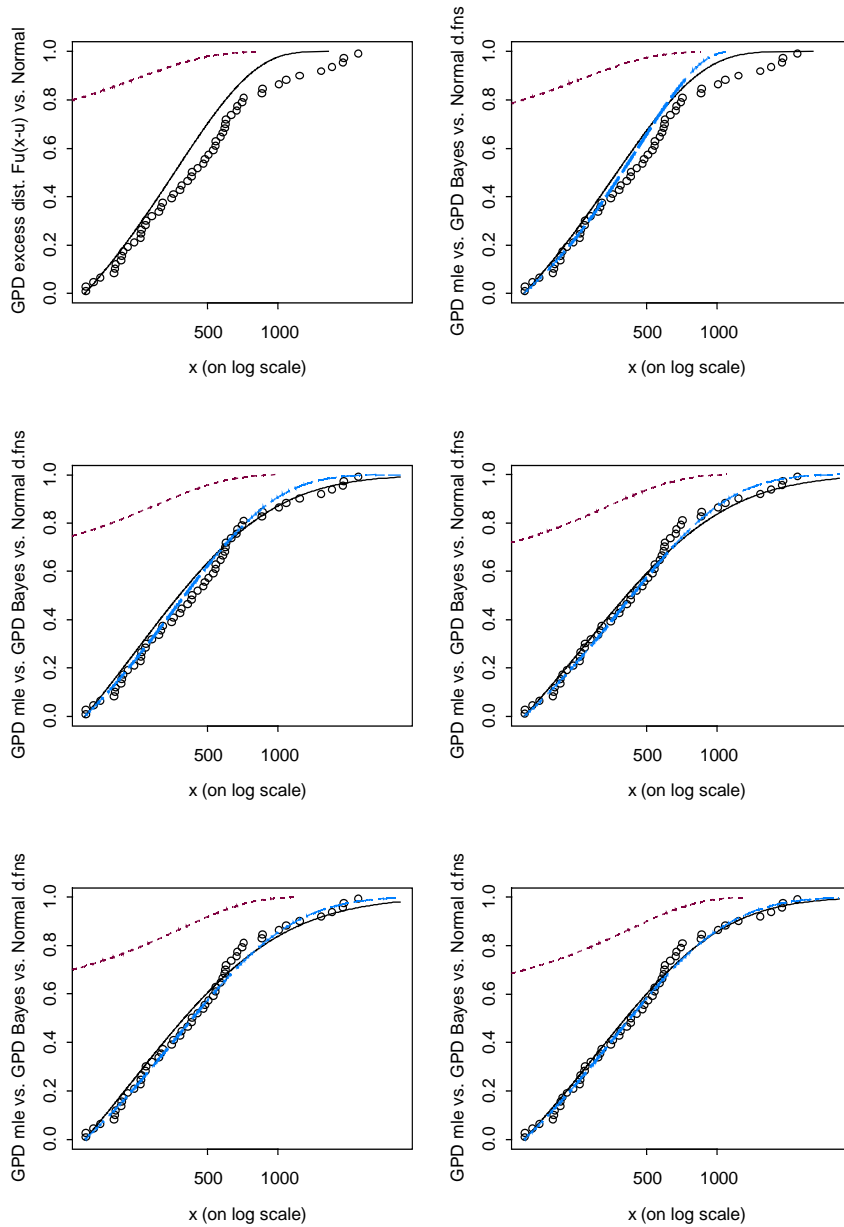 GPD excess dist. Fu(x-u) vs. Normal
0.0 0.2 0.4 0.6 0.8 1.0
500 1000
x (on log scale)
GPD mle vs. GPD Bayes vs. Normal d.fns
0.0 0.2 0.4 0.6 0.8 1.0
500 1000
x (on log scale)
GPD mle vs. GPD Bayes vs. Normal d.fns
0.0 0.2 0.4 0.6 0.8 1.0
500 1000
x (on log scale)
GPD mle vs. GPD Bayes vs. Normal d.fns
0.0 0.2 0.4 0.6 0.8 1.0
500 1000
x (on log scale)
GPD mle vs. GPD Bayes vs. Normal d.fns
0.0 0.2 0.4 0.6 0.8 1.0
500 1000
x (on log scale)
GPD mle vs. GPD Bayes vs. Normal d.fns
0.0 0.2 0.4 0.6 0.8 1.0
500 1000
x (on log scale)